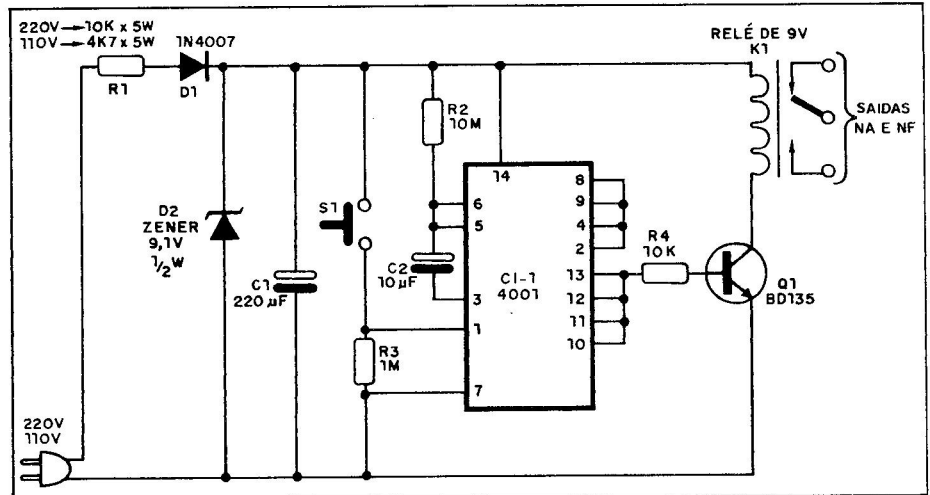 220V → 10K x 5W
110V → 4K7 x 5W
R1
1N4007
D1
RELÉ DE 9V
K1
SAIDAS
NA E NF
R2
10M
14
6
5
8
9
4
2
D2
ZENER
9,1V
1/2W
S1
C2
10µF
3
CI-1
4001
13
12
11
10
R4
10K
Q1
BD135
C1
220µF
1
R3
1M
7
220V
110V